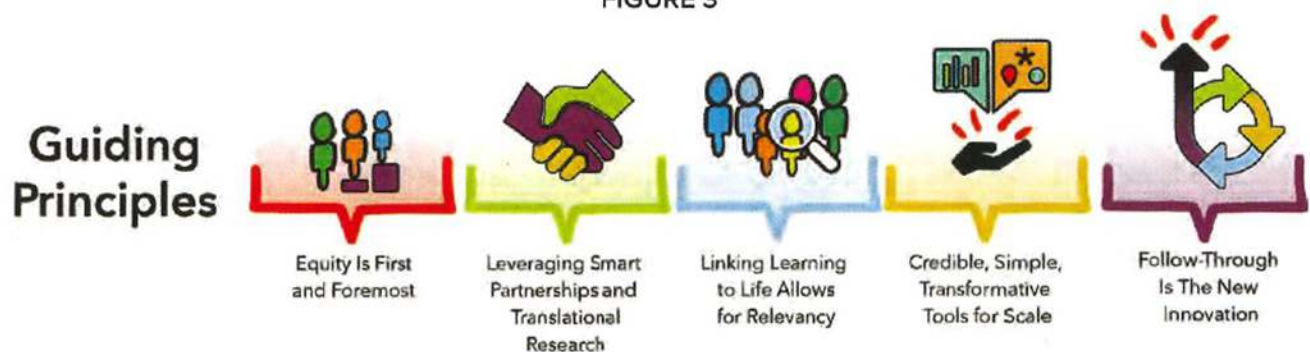 FIGURE 3
Guiding
Principles
Equity Is First
and Foremost
Leveraging Smart
Partnerships and
Translational
Research
Linking Learning
to Life Allows
for Relevancy
Credible, Simple,
Transformative
Tools for Scale
Follow-Through
Is The New
Innovation